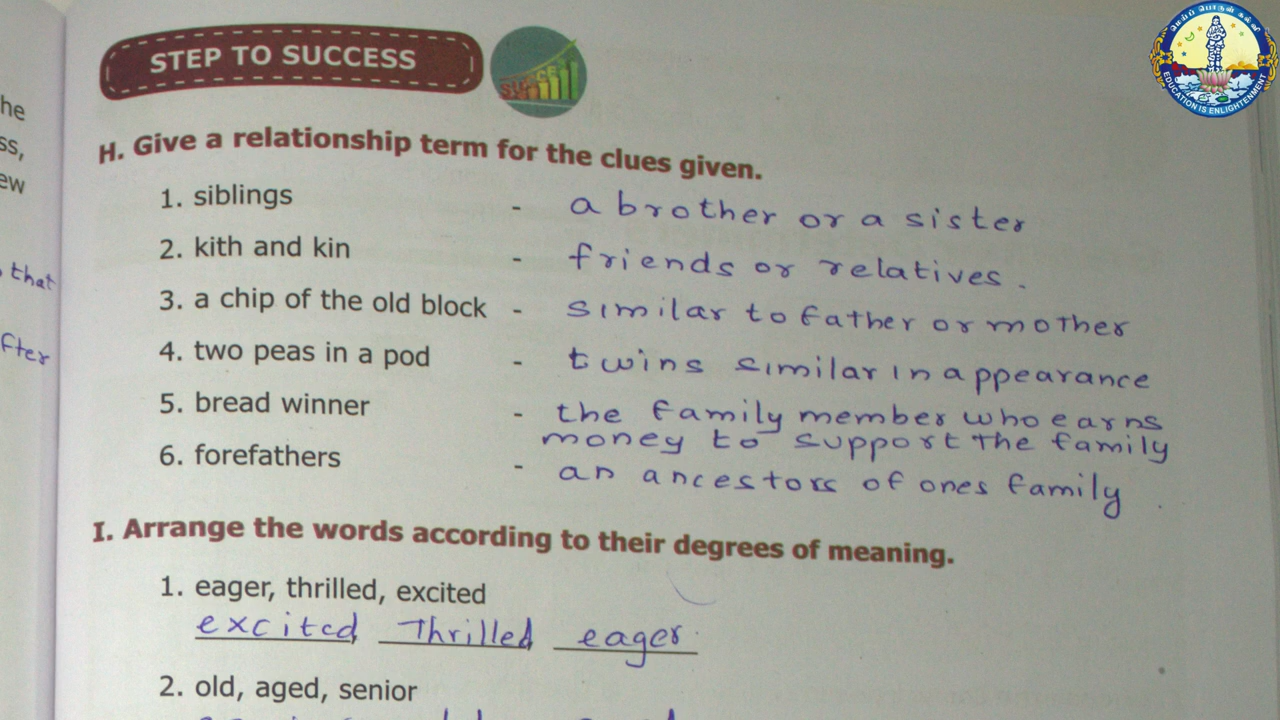 STEP TO SUCCESS
மெய்ப் பொருள் கல்வி
EDUCATION IS ENLIGHTENMENT
he
ss,
ew
that
fter
H. Give a relationship term for the clues given.
1. siblings - a brother or a sister
2. kith and kin - friends or relatives.
3. a chip of the old block - similar to father or mother
4. two peas in a pod - twins similar in appearance
5. bread winner - the family member who earns
money to support the family
6. forefathers - an ancestors of ones family.
I. Arrange the words according to their degrees of meaning.
1. eager, thrilled, excited
excited Thrilled eager
2. old, aged, senior